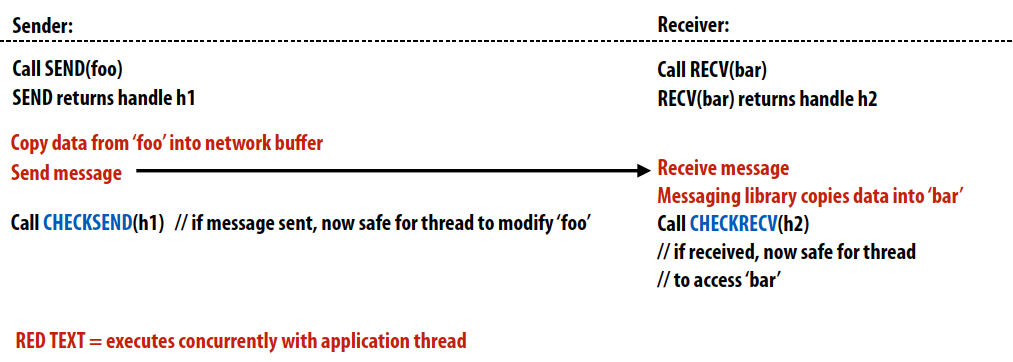 Sender:
Receiver:
Call SEND(foo)
SEND returns handle h1
Call RECV(bar)
RECV(bar) returns handle h2
Copy data from ‘foo’ into network buffer
Send message
Receive message
Messaging library copies data into ‘bar’
Call CHECKSEND(h1)  // if message sent, now safe for thread to modify ‘foo’
Call CHECKRECV(h2)
// if received, now safe for thread
// to access ‘bar’
RED TEXT = executes concurrently with application thread